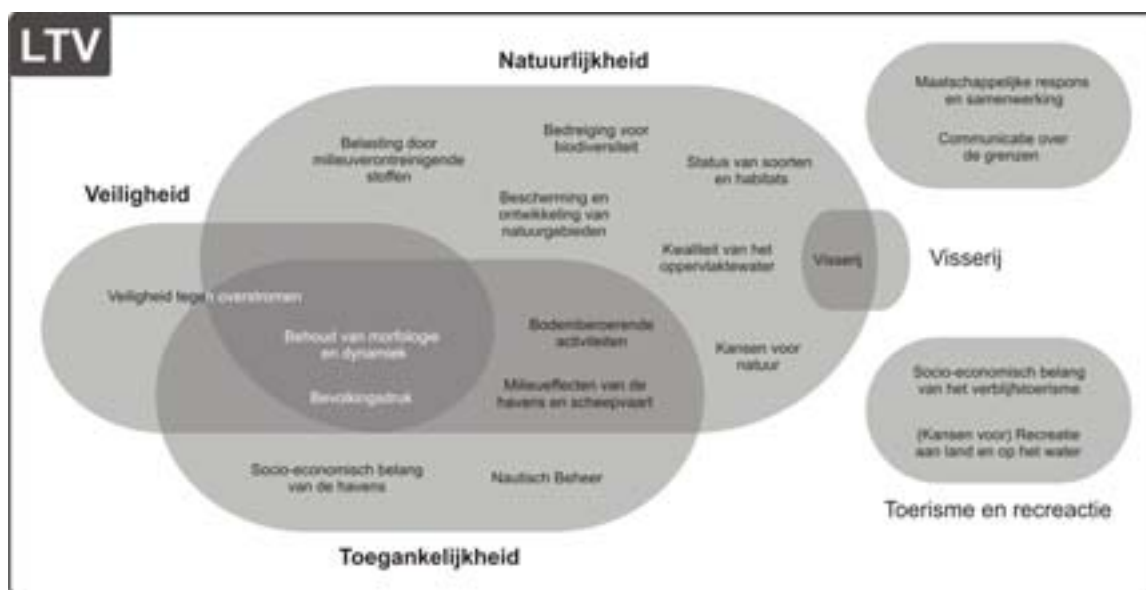 LTV
Natuurlijkheid
Maatschappelijke respons
en samenwerking
Communicatie over
de grenzen
Belasting door
milieuverontreinigende
stoffen
Bedreiging voor
biodiversiteit
Status van soorten
en habitats
Veiligheid
Bescherming en
ontwikkeling van
natuurgebieden
Kwaliteit van het
oppervlaktewater
Visserij
Visserij
Veiligheid tegen overstromen
Behoud van morfologie
en dynamiek
Bodemberoerende
activiteiten
Kansen voor
natuur
Bevolkingsdruk
Milieueffecten van de
havens en scheepvaart
Socio-economisch belang
van het verblijfstoerisme
(Kansen voor) Recreatie
aan land en op het water
Socio-economisch belang
van de havens
Nautisch Beheer
Toerisme en recreactie
Toegankelijkheid